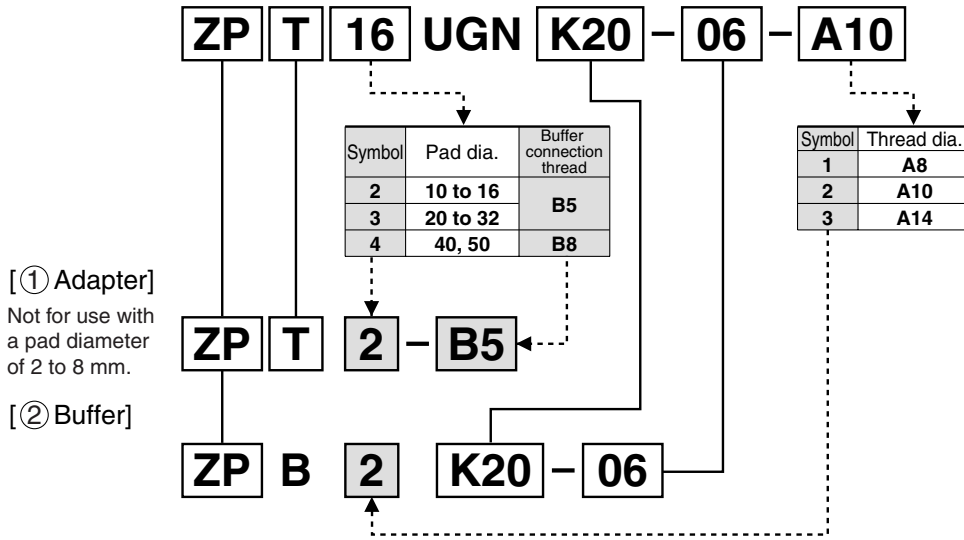 ZP T 16 UGN K20 – 06 – A10
Symbol Pad dia. Buffer connection thread
2 10 to 16 B5
3 20 to 32
4 40, 50 B8
Symbol Thread dia.
1 A8
2 A10
3 A14
[① Adapter]
Not for use with
a pad diameter
of 2 to 8 mm.
ZP T 2 – B5
[② Buffer]
ZP B 2 K20 – 06